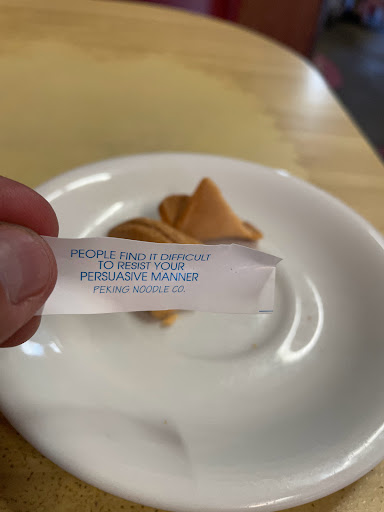 PEOPLE FIND IT DIFFICULT
TO RESIST YOUR
PERSUASIVE MANNER
PEKING NOODLE CO.